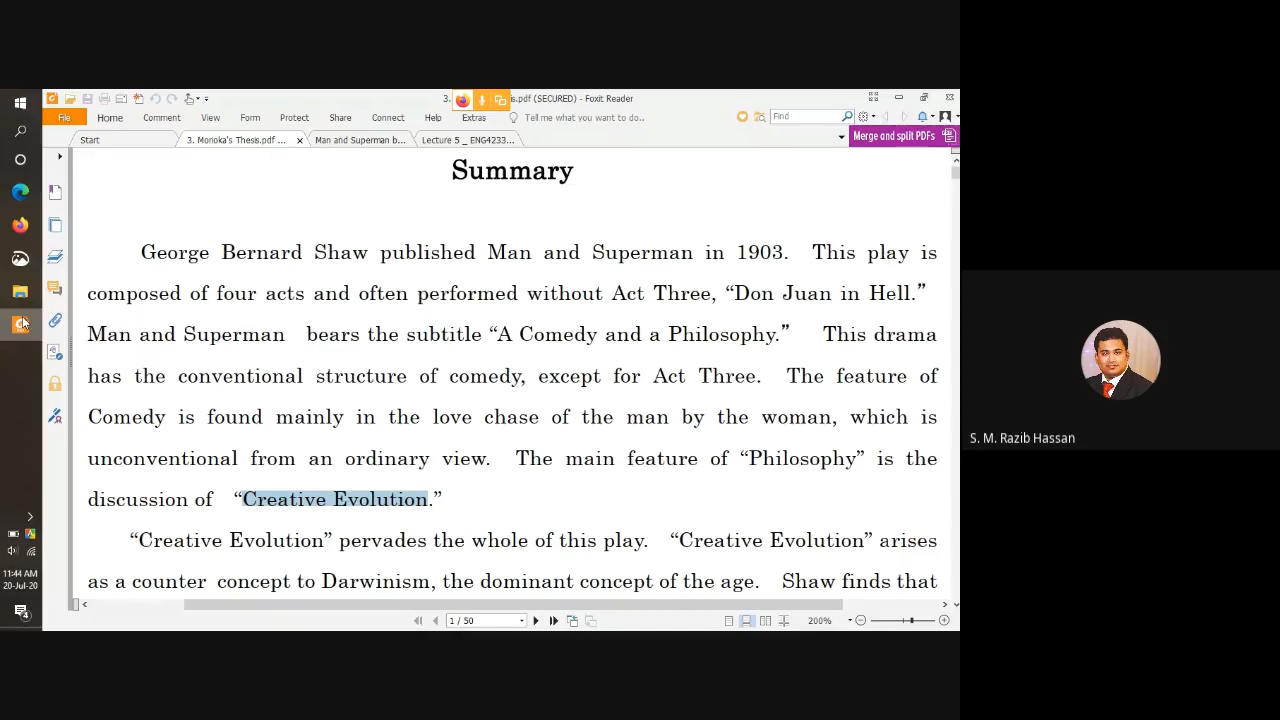 3. is.pdf (SECURED) - Foxit Reader
File Home Comment View Form Protect Share Connect Help Extras Tell me what you want to do... Find
Start 3. Morioka's Thesis.pdf ... Man and Superman b... Lecture 5 _ ENG4233... Merge and split PDFs
Summary
George Bernard Shaw published Man and Superman in 1903. This play is
composed of four acts and often performed without Act Three, “Don Juan in Hell.”
Man and Superman bears the subtitle “A Comedy and a Philosophy.” This drama
has the conventional structure of comedy, except for Act Three. The feature of
Comedy is found mainly in the love chase of the man by the woman, which is
unconventional from an ordinary view. The main feature of “Philosophy” is the
discussion of “Creative Evolution.”
“Creative Evolution” pervades the whole of this play. “Creative Evolution” arises
as a counter concept to Darwinism, the dominant concept of the age. Shaw finds that
S. M. Razib Hassan
11:44 AM
20-Jul-20
4
1 / 50
200%